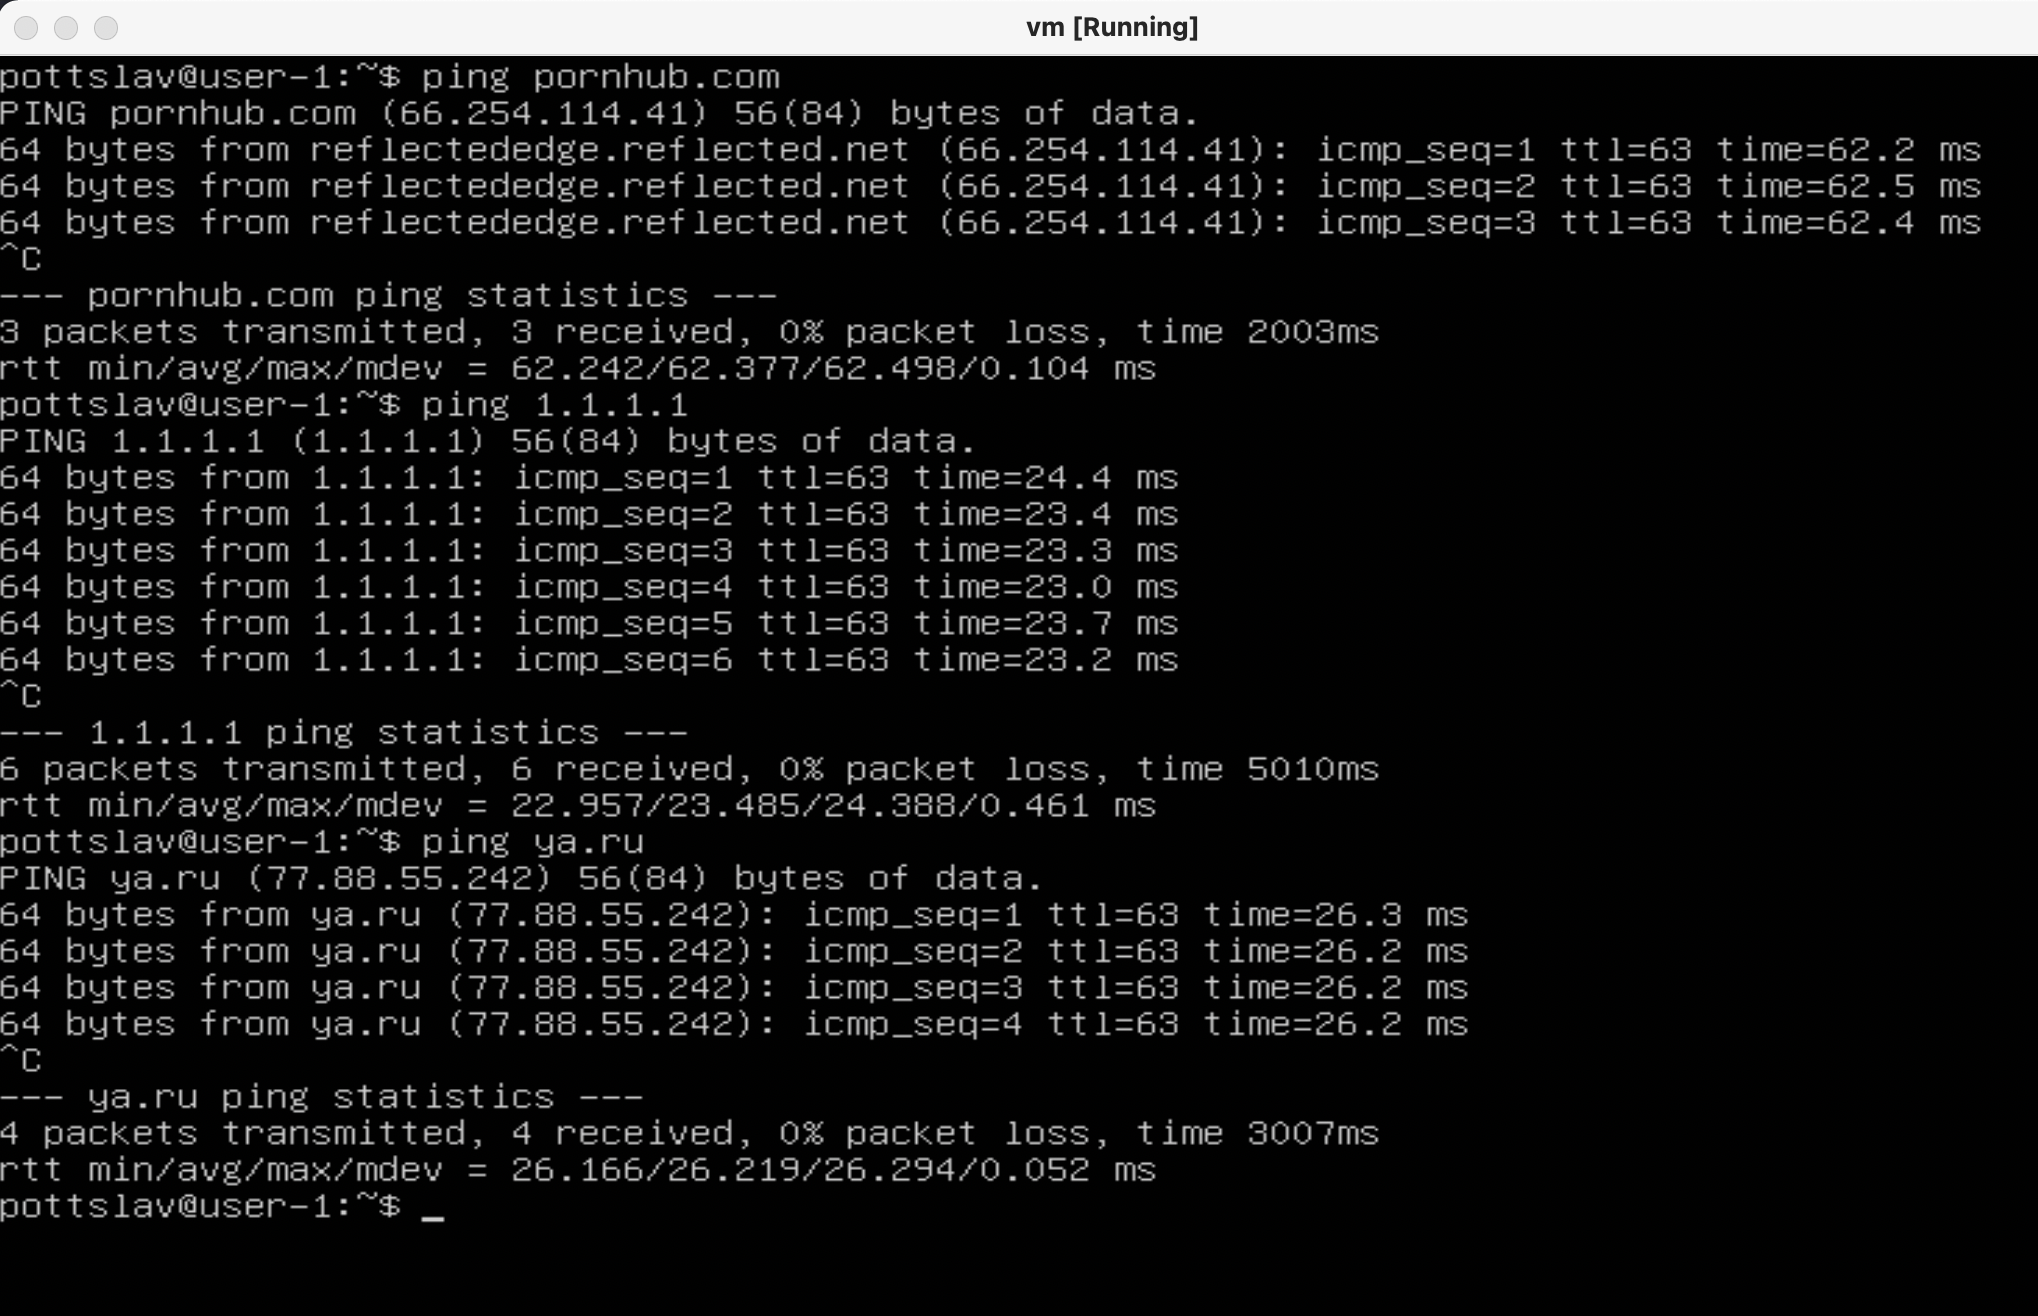 vm [Running]
pottslav@user-1:~$ ping pornhub.com
PING pornhub.com (66.254.114.41) 56(84) bytes of data.
64 bytes from reflectededge.reflected.net (66.254.114.41): icmp_seq=1 ttl=63 time=62.2 ms
64 bytes from reflectededge.reflected.net (66.254.114.41): icmp_seq=2 ttl=63 time=62.5 ms
64 bytes from reflectededge.reflected.net (66.254.114.41): icmp_seq=3 ttl=63 time=62.4 ms
^C
--- pornhub.com ping statistics ---
3 packets transmitted, 3 received, 0% packet loss, time 2003ms
rtt min/avg/max/mdev = 62.242/62.377/62.498/0.104 ms
pottslav@user-1:~$ ping 1.1.1.1
PING 1.1.1.1 (1.1.1.1) 56(84) bytes of data.
64 bytes from 1.1.1.1: icmp_seq=1 ttl=63 time=24.4 ms
64 bytes from 1.1.1.1: icmp_seq=2 ttl=63 time=23.4 ms
64 bytes from 1.1.1.1: icmp_seq=3 ttl=63 time=23.3 ms
64 bytes from 1.1.1.1: icmp_seq=4 ttl=63 time=23.0 ms
64 bytes from 1.1.1.1: icmp_seq=5 ttl=63 time=23.7 ms
64 bytes from 1.1.1.1: icmp_seq=6 ttl=63 time=23.2 ms
^C
--- 1.1.1.1 ping statistics ---
6 packets transmitted, 6 received, 0% packet loss, time 5010ms
rtt min/avg/max/mdev = 22.957/23.485/24.388/0.461 ms
pottslav@user-1:~$ ping ya.ru
PING ya.ru (77.88.55.242) 56(84) bytes of data.
64 bytes from ya.ru (77.88.55.242): icmp_seq=1 ttl=63 time=26.3 ms
64 bytes from ya.ru (77.88.55.242): icmp_seq=2 ttl=63 time=26.2 ms
64 bytes from ya.ru (77.88.55.242): icmp_seq=3 ttl=63 time=26.2 ms
64 bytes from ya.ru (77.88.55.242): icmp_seq=4 ttl=63 time=26.2 ms
^C
--- ya.ru ping statistics ---
4 packets transmitted, 4 received, 0% packet loss, time 3007ms
rtt min/avg/max/mdev = 26.166/26.219/26.294/0.052 ms
pottslav@user-1:~$ _